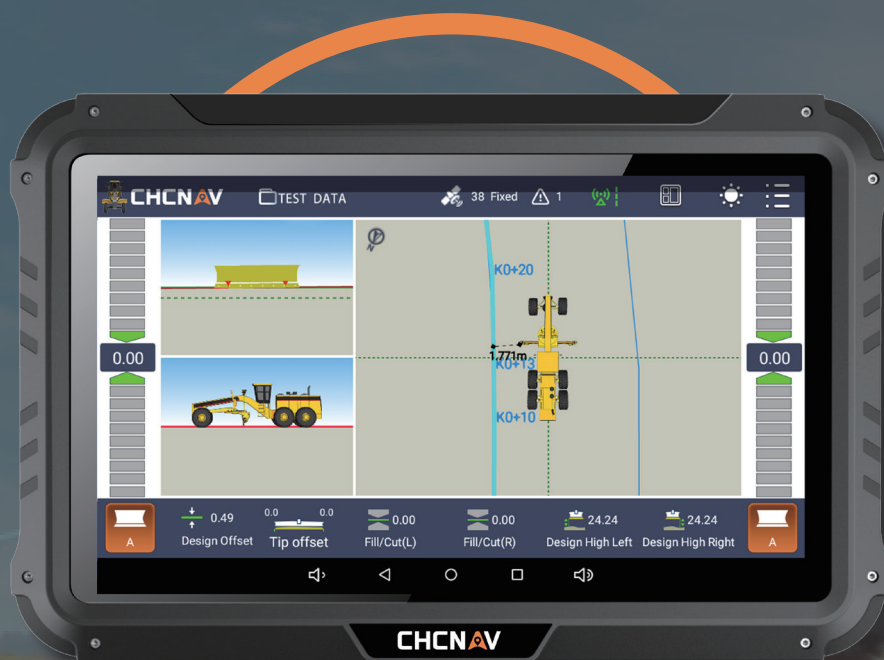 CHCNAV
TEST DATA
38 Fixed
1
0.00
K0+20
1.771m
K0+13
K0+10
N
0.00
A
0.49
Design Offset
0.0 0.0
Tip offset
0.00
Fill/Cut(L)
0.00
Fill/Cut(R)
24.24
Design High Left
24.24
Design High Right
A
CHCNAV